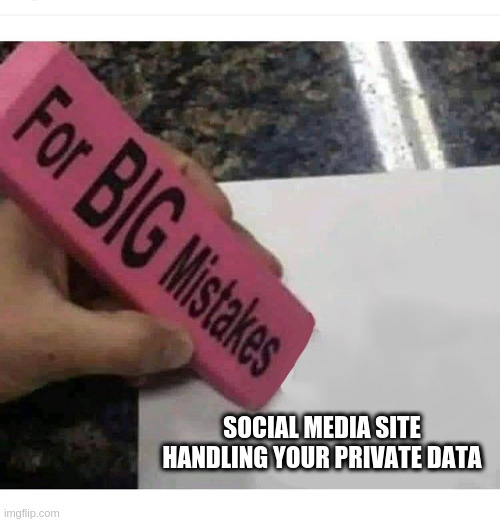 For BIG Mistakes
SOCIAL MEDIA SITE
HANDLING YOUR PRIVATE DATA
imgflip.com